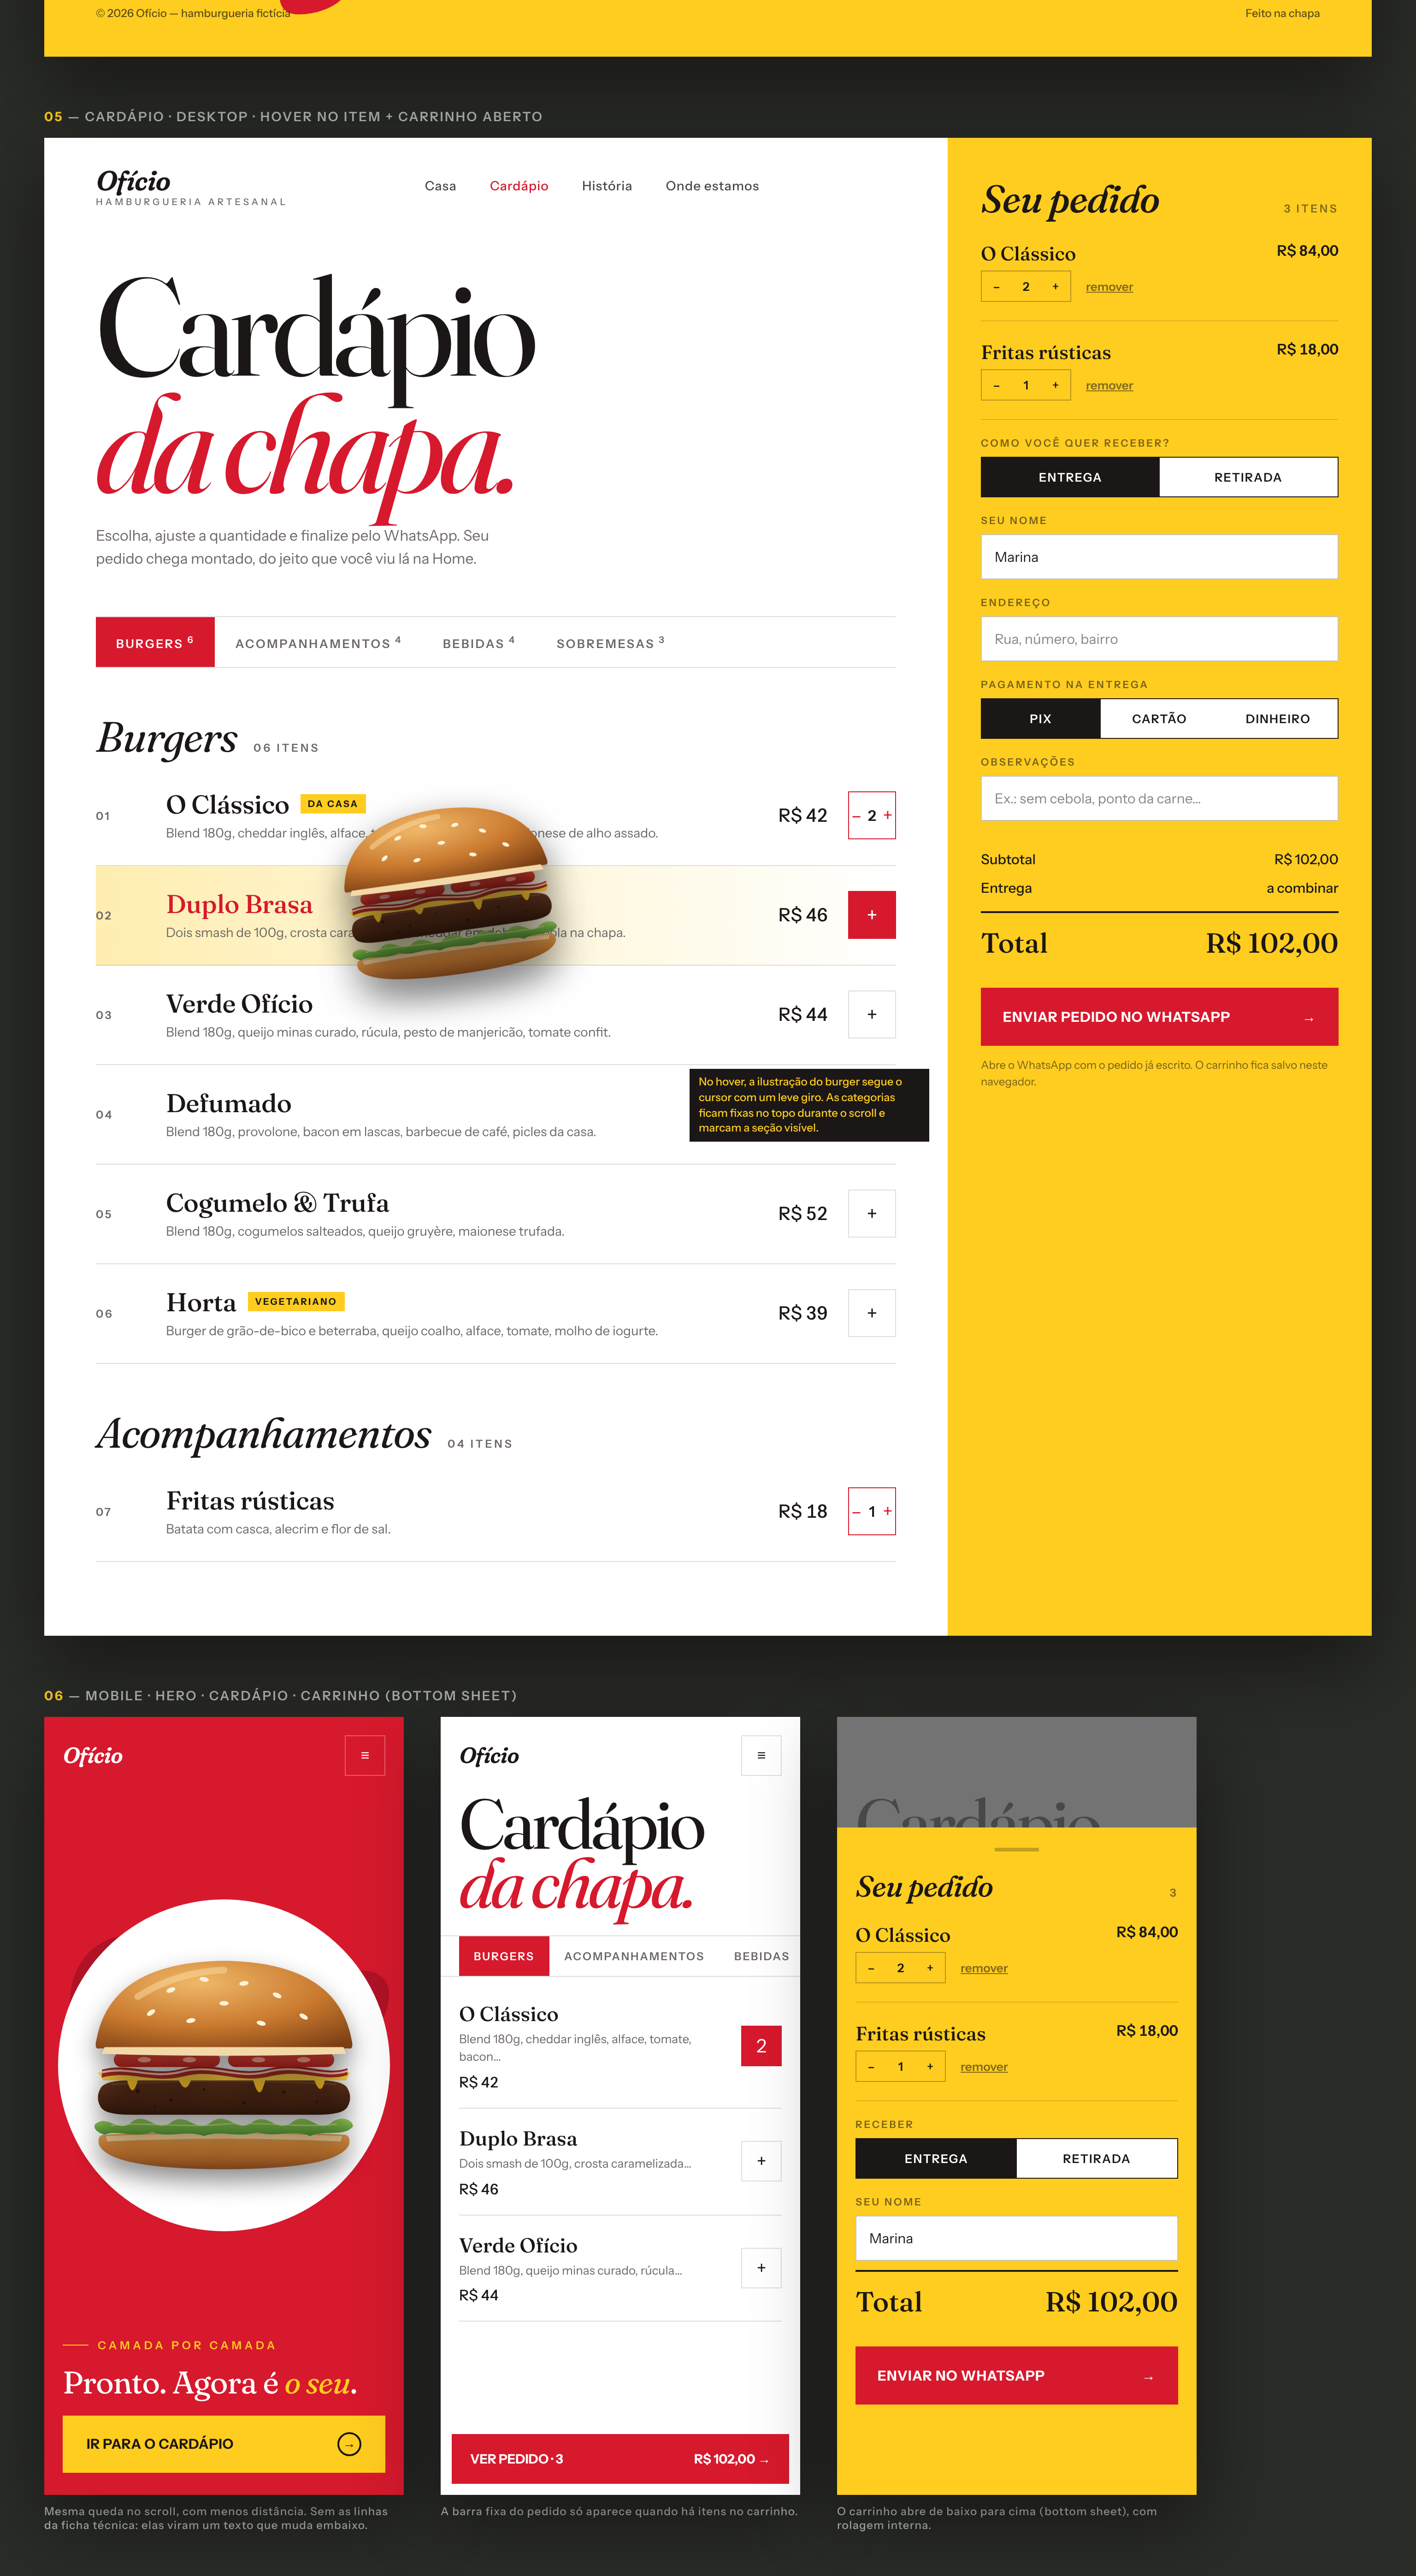 © 2026 Ofício — hamburgueria fictícia
Feito na chapa
05 — CARDÁPIO · DESKTOP · HOVER NO ITEM + CARRINHO ABERTO
Ofício
HAMBURGUERIA ARTESANAL
Casa
Cardápio
História
Onde estamos
Cardápio
da chapa.
Escolha, ajuste a quantidade e finalize pelo WhatsApp. Seu
pedido chega montado, do jeito que você viu lá na Home.
BURGERS 6
ACOMPANHAMENTOS 4
BEBIDAS 4
SOBREMESAS 3
Burgers 06 ITENS
01
O Clássico DA CASA
Blend 180g, cheddar inglês, alface, de alho assado.
R$ 42
– 2 +
02
Duplo Brasa
Dois smash de 100g, crosta na chapa.
R$ 46
+
03
Verde Ofício
Blend 180g, queijo minas curado, rúcula, pesto de manjericão, tomate confit.
R$ 44
+
04
Defumado
Blend 180g, provolone, bacon em lascas, barbecue de café, picles da casa.
No hover, a ilustração do burger segue o
cursor com um leve giro. As categorias
ficam fixas no topo durante o scroll e
marcam a seção visível.
05
Cogumelo & Trufa
Blend 180g, cogumelos salteados, queijo gruyère, maionese trufada.
R$ 52
+
06
Horta VEGETARIANO
Burger de grão-de-bico e beterraba, queijo coalho, alface, tomate, molho de iogurte.
R$ 39
+
Acompanhamentos 04 ITENS
07
Fritas rústicas
Batata com casca, alecrim e flor de sal.
R$ 18
– 1 +
Seu pedido
3 ITENS
O Clássico
R$ 84,00
– 2 +
remover
Fritas rústicas
R$ 18,00
– 1 +
remover
COMO VOCÊ QUER RECEBER?
ENTREGA
RETIRADA
SEU NOME
Marina
ENDEREÇO
Rua, número, bairro
PAGAMENTO NA ENTREGA
PIX
CARTÃO
DINHEIRO
OBSERVAÇÕES
Ex.: sem cebola, ponto da carne...
Subtotal
R$ 102,00
Entrega
a combinar
Total
R$ 102,00
ENVIAR PEDIDO NO WHATSAPP →
Abre o WhatsApp com o pedido já escrito. O carrinho fica salvo neste
navegador.
06 — MOBILE · HERO · CARDÁPIO · CARRINHO (BOTTOM SHEET)
Ofício
≡
CAMADA POR CAMADA
Pronto. Agora é o seu.
IR PARA O CARDÁPIO →
Mesma queda no scroll, com menos distância. Sem as linhas
da ficha técnica: elas viram um texto que muda embaixo.
Ofício
≡
Cardápio
da chapa.
BURGERS
ACOMPANHAMENTOS
BEBIDAS
O Clássico
Blend 180g, cheddar inglês, alface, tomate,
bacon...
R$ 42
2
Duplo Brasa
Dois smash de 100g, crosta caramelizada...
R$ 46
+
Verde Ofício
Blend 180g, queijo minas curado, rúcula...
R$ 44
+
VER PEDIDO · 3
R$ 102,00 →
A barra fixa do pedido só aparece quando há itens no carrinho.
Cardápio
Seu pedido
3
O Clássico
R$ 84,00
– 2 +
remover
Fritas rústicas
R$ 18,00
– 1 +
remover
RECEBER
ENTREGA
RETIRADA
SEU NOME
Marina
Total
R$ 102,00
ENVIAR NO WHATSAPP →
O carrinho abre de baixo para cima (bottom sheet), com
rolagem interna.